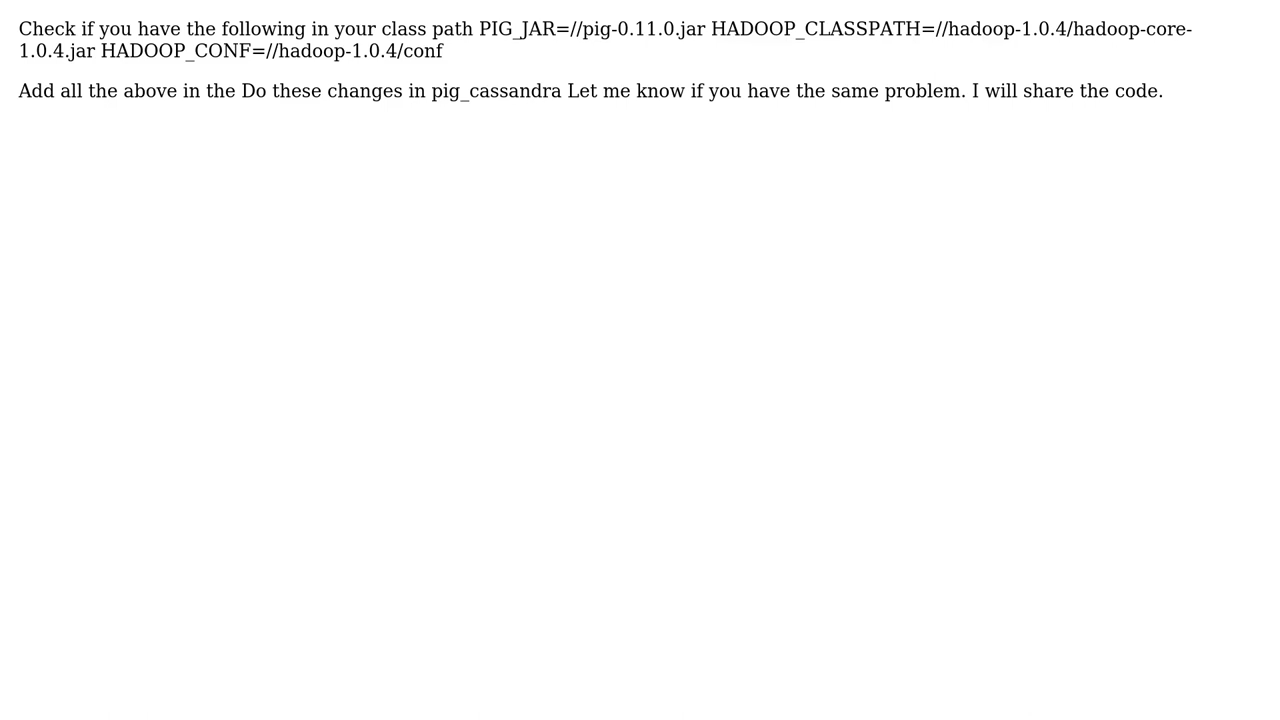 Check if you have the following in your class path PIG_JAR=//pig-0.11.0.jar HADOOP_CLASSPATH=//hadoop-1.0.4/hadoop-core-
1.0.4.jar HADOOP_CONF=//hadoop-1.0.4/conf
Add all the above in the Do these changes in pig_cassandra Let me know if you have the same problem. I will share the code.